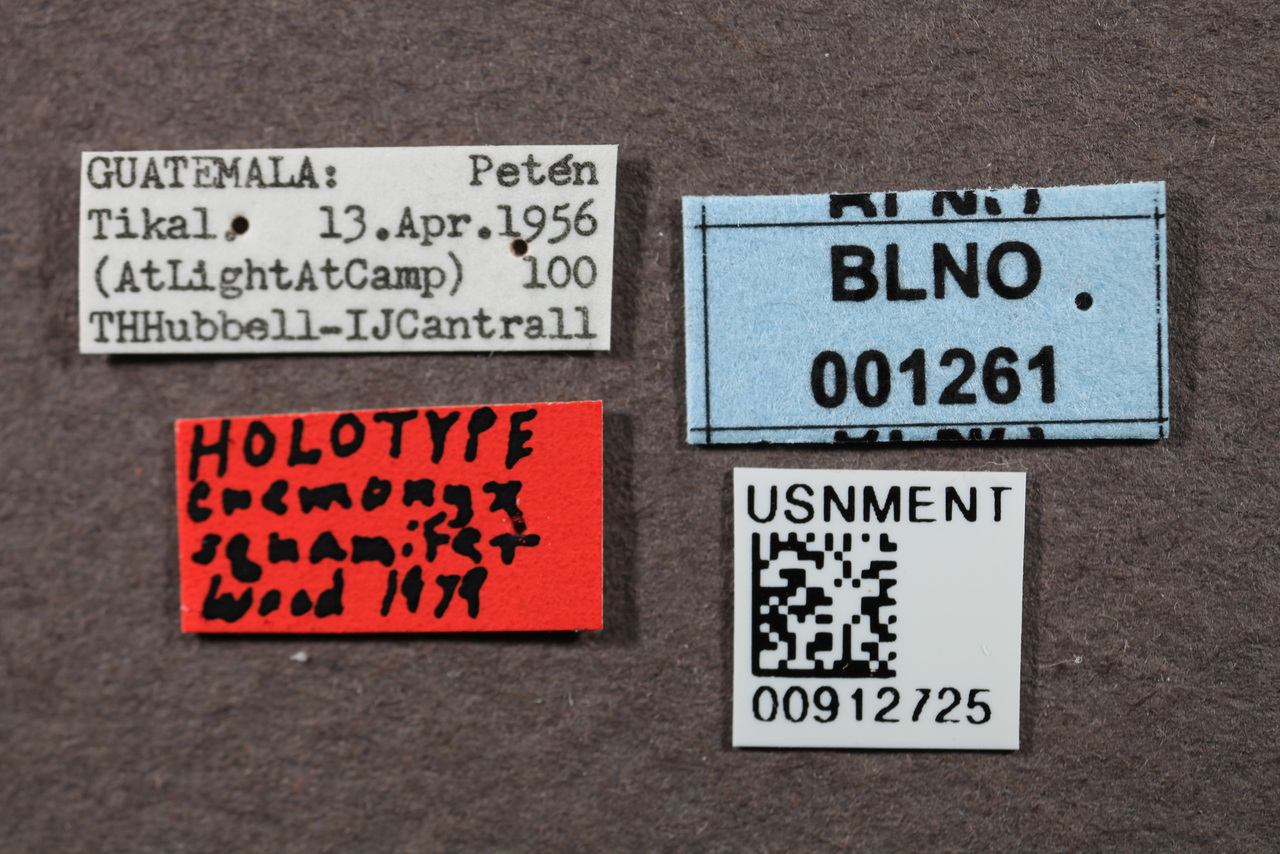 GUATEMALA: Petén
Tikal. 13.Apr.1956
(AtLightAtCamp) 100
THHubbell-IJCantrall
HOLOTYPE
cnemonyx
squamifer
Wood 1979
BLNO
001261
USNMENT
00912725